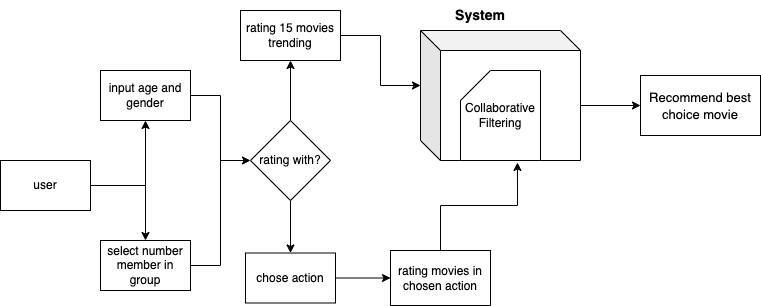 System
rating 15 movies
trending
input age and
gender
Collaborative
Filtering
Recommend best
choice movie
rating with?
user
select number
member in
group
chose action
rating movies in
chosen action